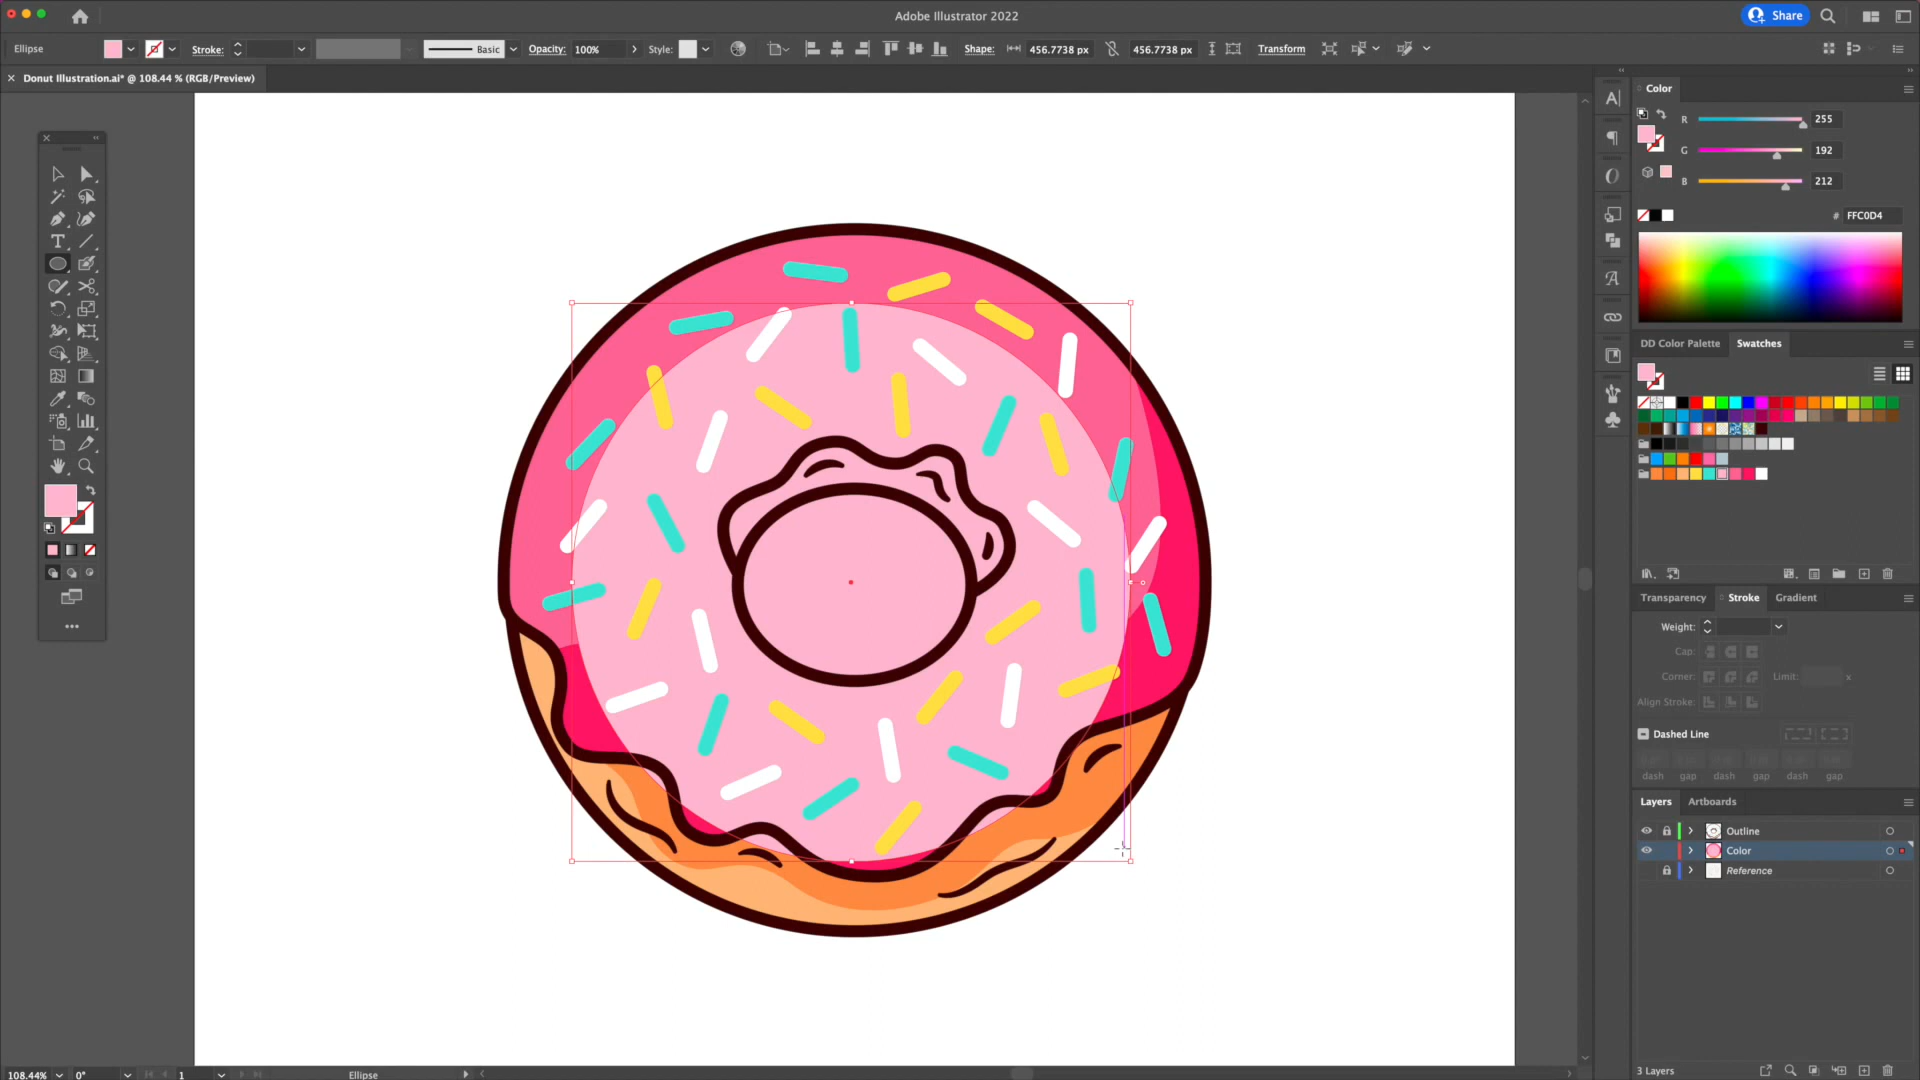 Adobe Illustrator 2022
Share
Ellipse
Stroke:
Basic
Opacity: 100%
Style:
Shape:
456.7738 px
456.7738 px
Transform
Donut Illustration.ai* @ 108.44 % (RGB/Preview)
Color
R 255
G 192
B 212
# FFC0D4
DD Color Palette Swatches
Transparency Stroke Gradient
Weight:
Cap:
Corner: Limit: x
Align Stroke:
Dashed Line
dash gap dash gap dash gap
Layers Artboards
Outline
Color
Reference
3 Layers
108.44% 0° 1 Ellipse